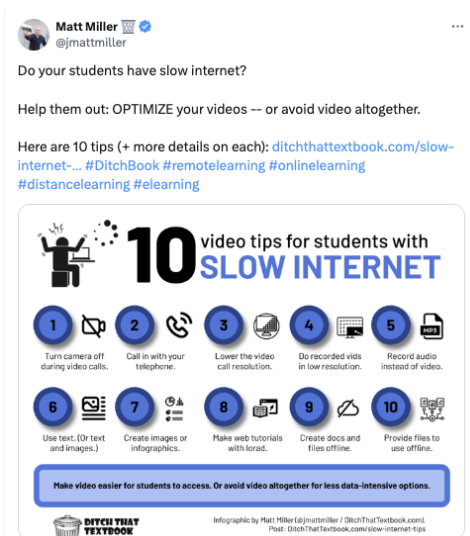 Matt Miller
@jmattmiller
Do your students have slow internet?
Help them out: OPTIMIZE your videos -- or avoid video altogether.
Here are 10 tips (+ more details on each): ditchthattextbook.com/slow-
internet-... #DitchBook #remotelearning #onlinelearning
#distancelearning #elearning
10 video tips for students with
SLOW INTERNET
1
2
3
4
5
MP3
Turn camera off
during video calls.
Call in with your
telephone.
Lower the video
call resolution.
Do recorded vids
in low resolution.
Record audio
instead of video.
6
7
8
9
10
Use text. (Or text
and images.)
Create images or
infographics.
Make web tutorials
with Iorad.
Create docs and
files offline.
Provide files to
use offline.
Make video easier for students to access. Or avoid video altogether for less data-intensive options.
DITCH THAT
TEXTBOOK
Infographic by Matt Miller (@jmattmiller / DitchThatTextbook.com)
Post: DitchThatTextbook.com/slow-internet-tips